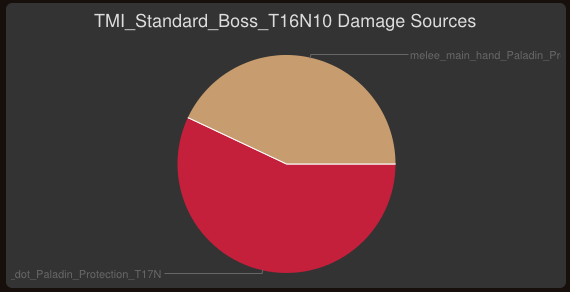 TMI_Standard_Boss_T16N10 Damage Sources
melee_main_hand_Paladin_Pr
_dot_Paladin_Protection_T17N